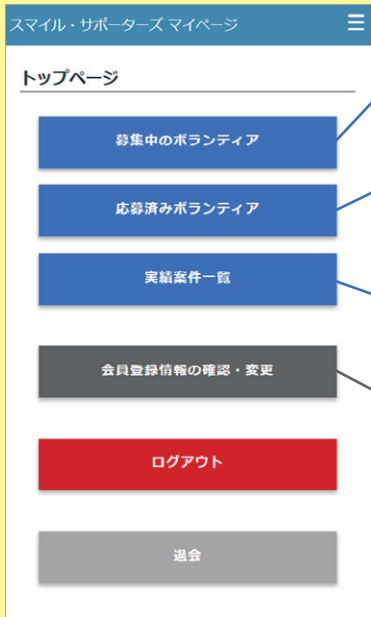 スマイル・サポーターズ マイページ
トップページ
募集中のボランティア
応募済みボランティア
実績案件一覧
会員登録情報の確認・変更
ログアウト
退会